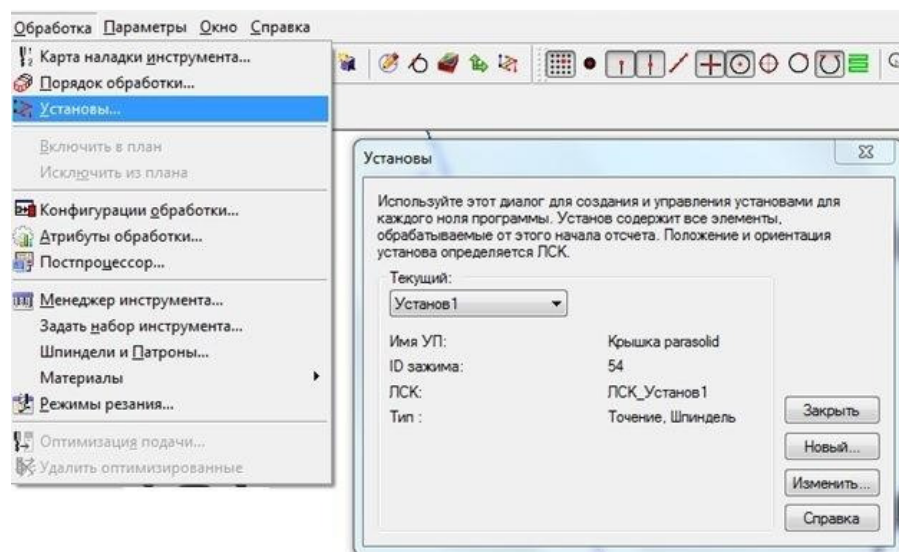 Обработка Параметры Окно Справка
Карта наладки инструмента...
Порядок обработки...
Установы...
Включить в план
Исключить из плана
Конфигурации обработки...
Атрибуты обработки...
Постпроцессор...
Менеджер инструмента...
Задать набор инструмента...
Шпиндели и Патроны...
Материалы
Режимы резания...
Оптимизация подачи...
Удалить оптимизированные
Установы
Используйте этот диалог для создания и управления установами для
каждого ноля программы. Установ содержит все элементы,
обрабатываемые от этого начала отсчета. Положение и ориентация
установа определяется ЛСК.
Текущий:
Установ1
Имя УП: Крышка parasolid
ID зажима: 54
ЛСК: ЛСК_Установ1
Тип : Точение, Шпиндель
Закрыть
Новый...
Изменить...
Справка